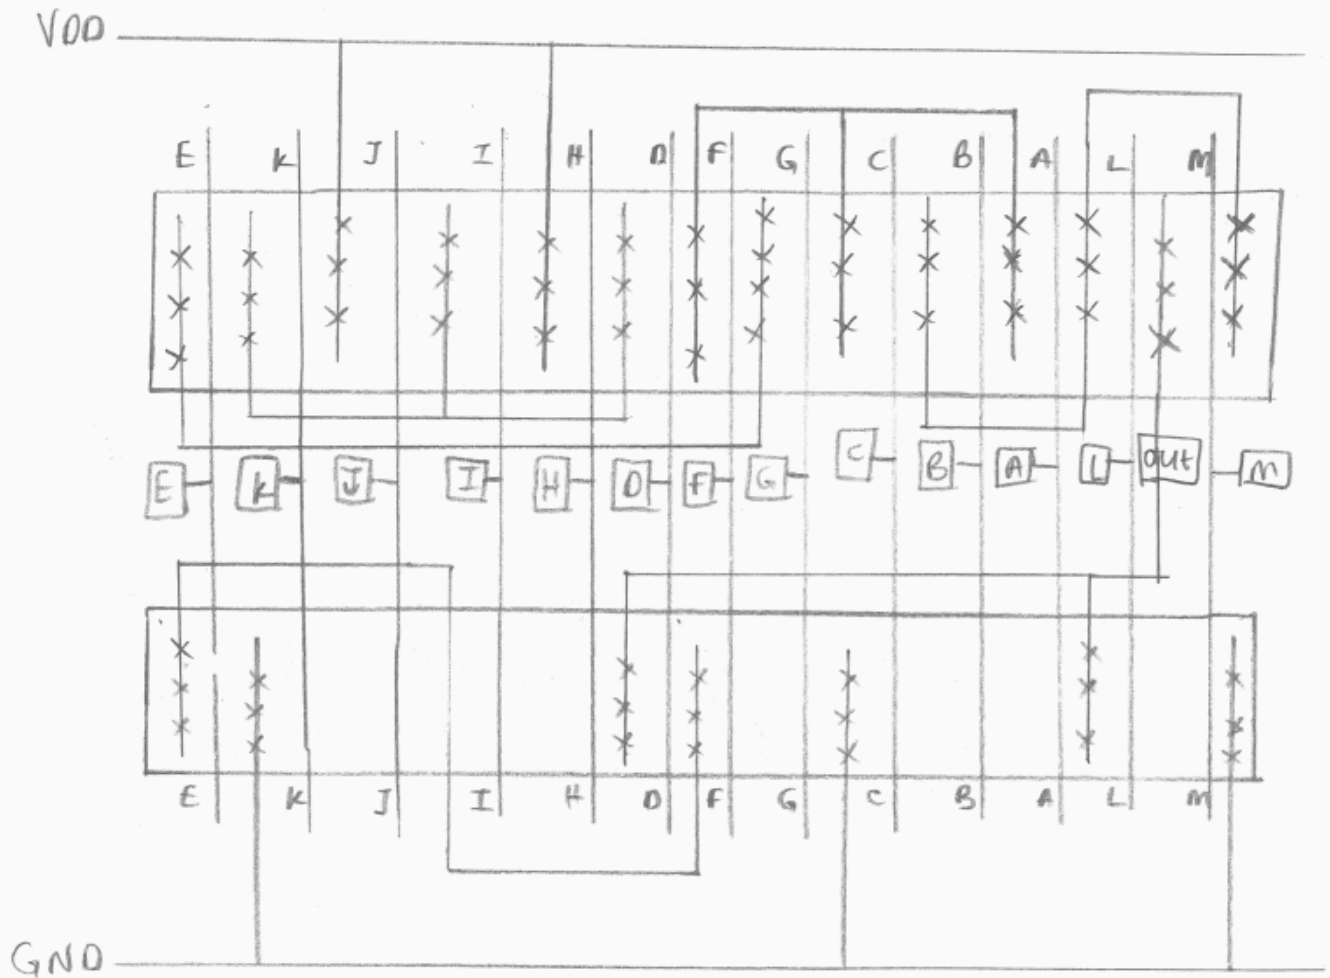 VDD
E K J I H D F G C B A L M
E K J I H D F G C B A L OUT M
E K J I H D F G C B A L M
GND